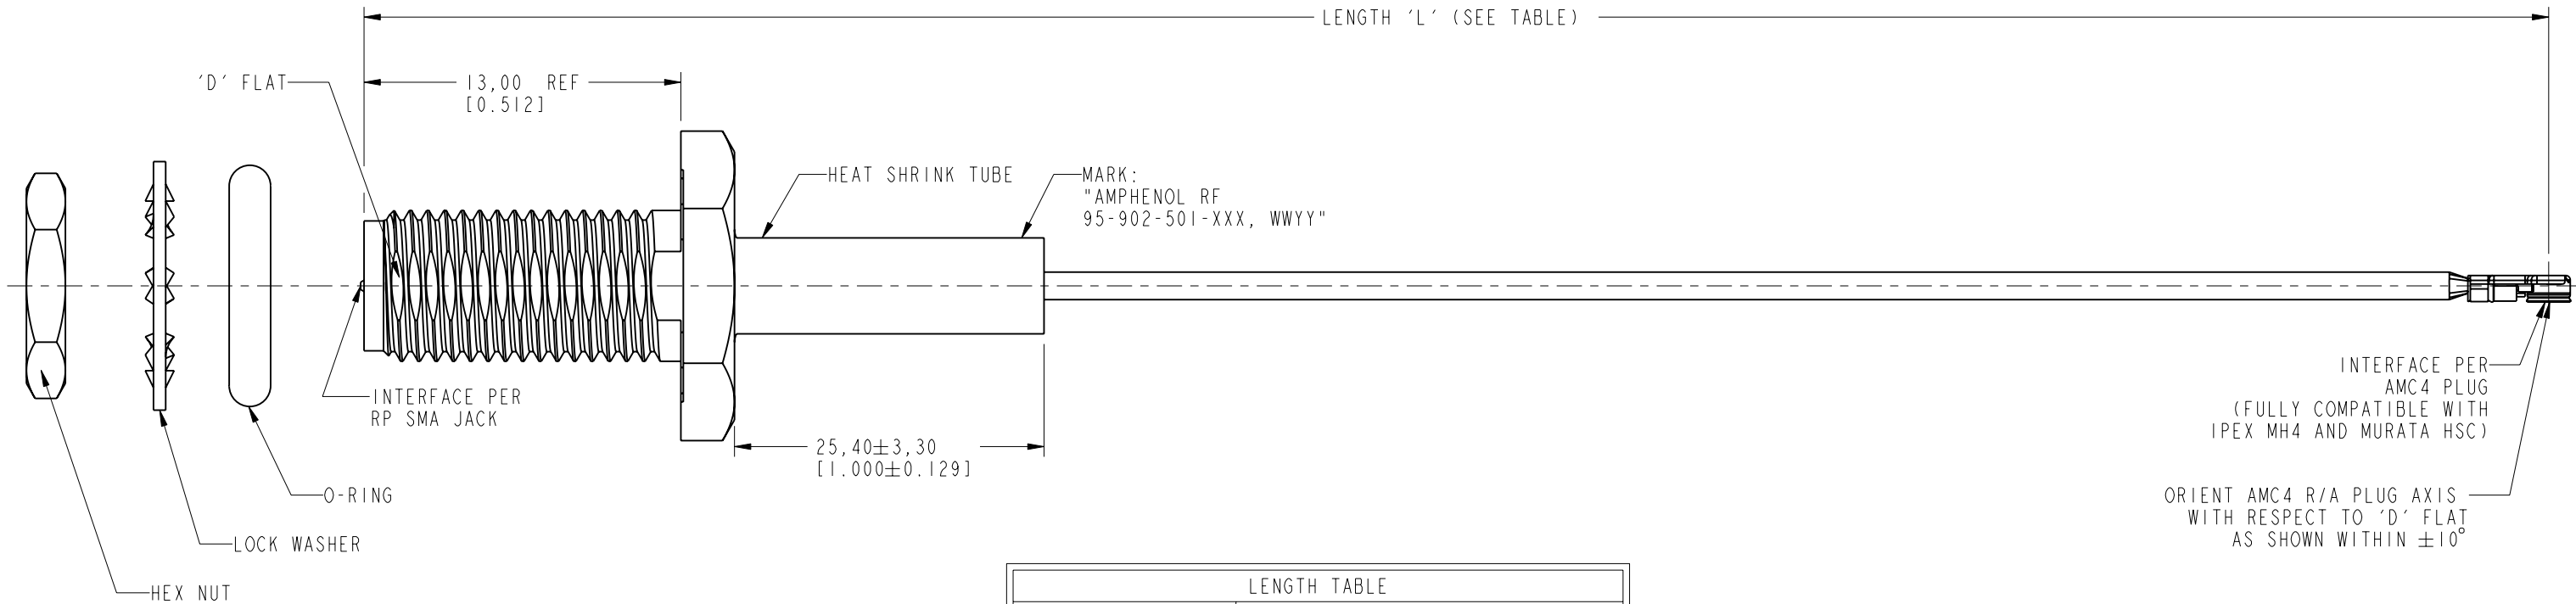 LENGTH 'L' (SEE TABLE)
'D' FLAT
13,00 REF
[0.512]
HEAT SHRINK TUBE
MARK:
"AMPHENOL RF
95-902-501-XXX, WWYY"
INTERFACE PER
RP SMA JACK
25,40±3,30
[1.000±0.129]
O-RING
LOCK WASHER
HEX NUT
INTERFACE PER
AMC4 PLUG
(FULLY COMPATIBLE WITH
IPEX MH4 AND MURATA HSC)
ORIENT AMC4 R/A PLUG AXIS
WITH RESPECT TO 'D' FLAT
AS SHOWN WITHIN ±10°
LENGTH TABLE